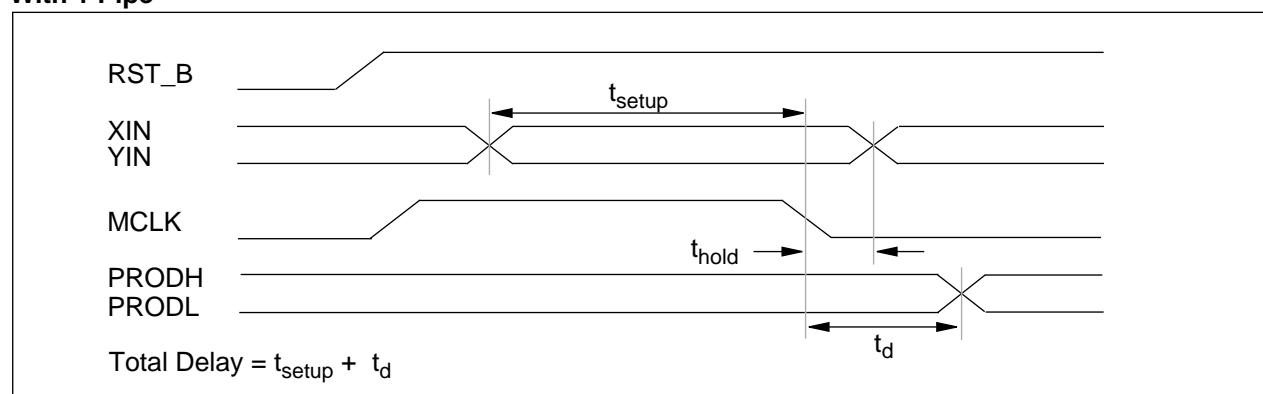 With 1 Pipe
RST_B
t_setup
XIN
YIN
MCLK
t_hold
PRODH
PRODL
t_d
Total Delay = t_setup + t_d